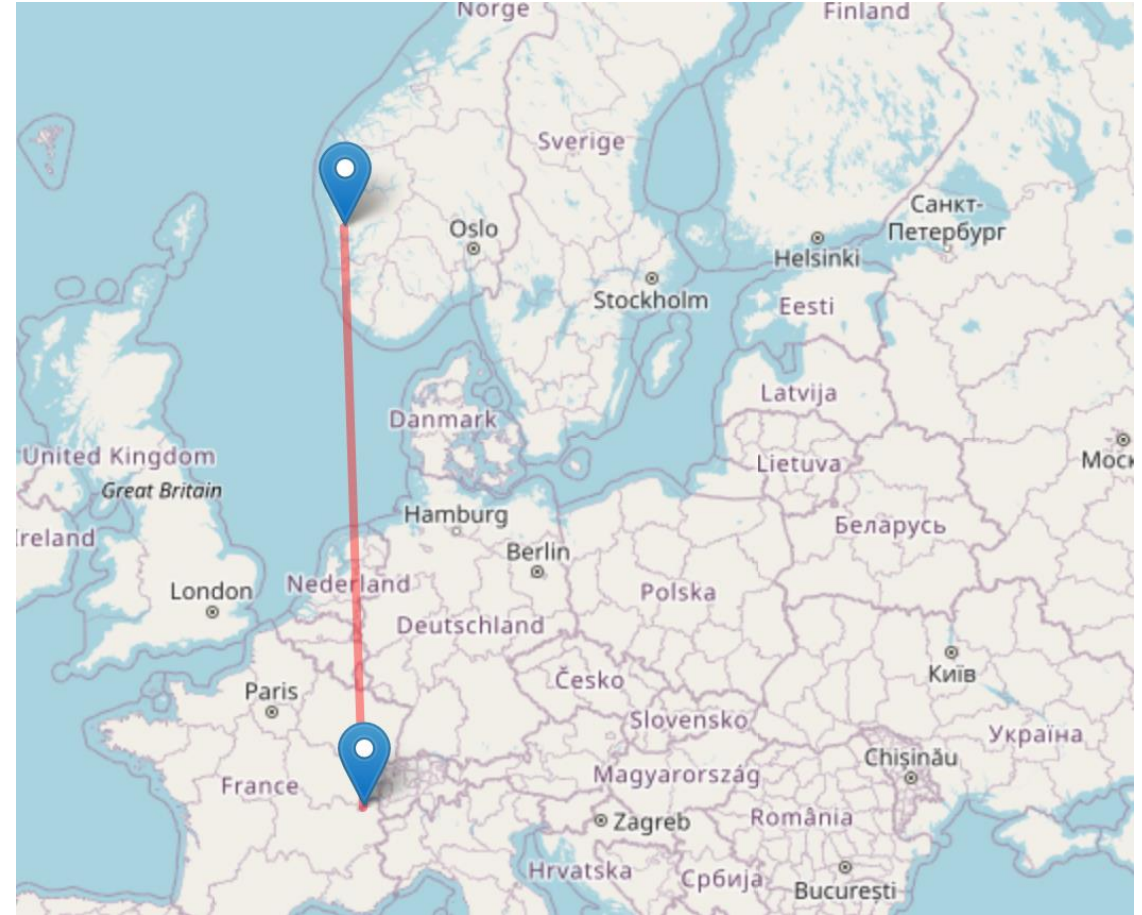 Norge
Finland
Sverige
Санкт-
Петербург
Oslo
Helsinki
Stockholm
Eesti
Latvija
Danmark
Моск
United Kingdom
Lietuva
Great Britain
Hamburg
Беларусь
Ireland
Berlin
London
Nederland
Polska
Deutschland
Київ
Česko
Paris
Slovensko
Україна
Chișinău
Magyarország
France
România
Zagreb
Hrvatska
Србија
București